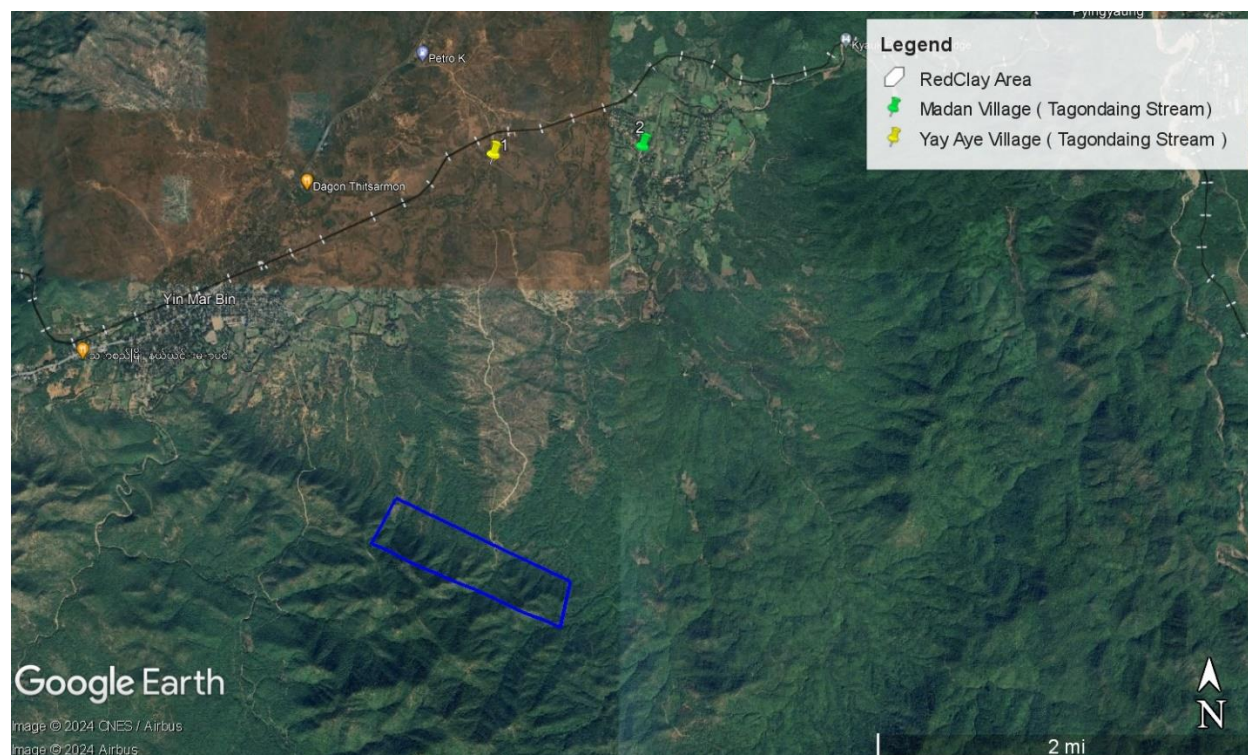 Pyingyaung
Legend
RedClay Area
Madan Village ( Tagondaing Stream)
Yay Aye Village ( Tagondaing Stream )
Petro K
2
1
Dagon Thitsarmon
Yin Mar Bin
Google Earth
Image © 2024 CNES / Airbus
Image © 2024 Airbus
N
2 mi